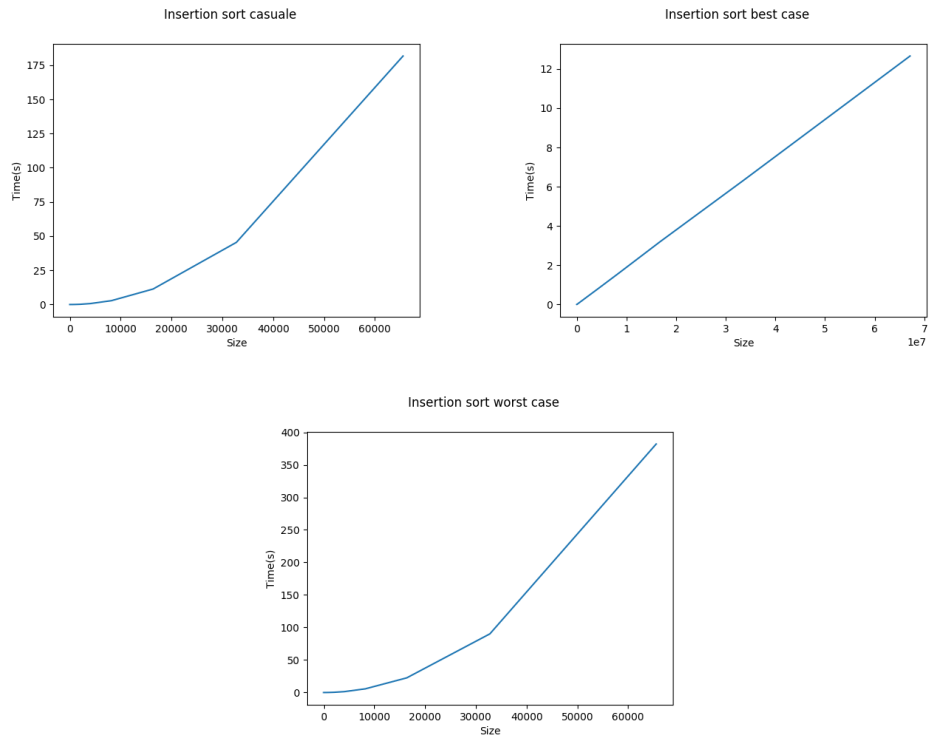 Insertion sort casuale
175
150
125
100
75
50
25
0
Time(s)
0 10000 20000 30000 40000 50000 60000
Size
Insertion sort best case
12
10
8
6
4
2
0
Time(s)
0 1 2 3 4 5 6 7
1e7
Size
Insertion sort worst case
400
350
300
250
200
150
100
50
0
Time(s)
0 10000 20000 30000 40000 50000 60000
Size